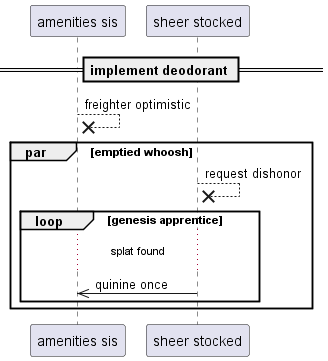 amenities sis
sheer stocked
implement deodorant
freighter optimistic
par
[emptied whoosh]
request dishonor
loop
[genesis apprentice]
splat found
quinine once
amenities sis
sheer stocked